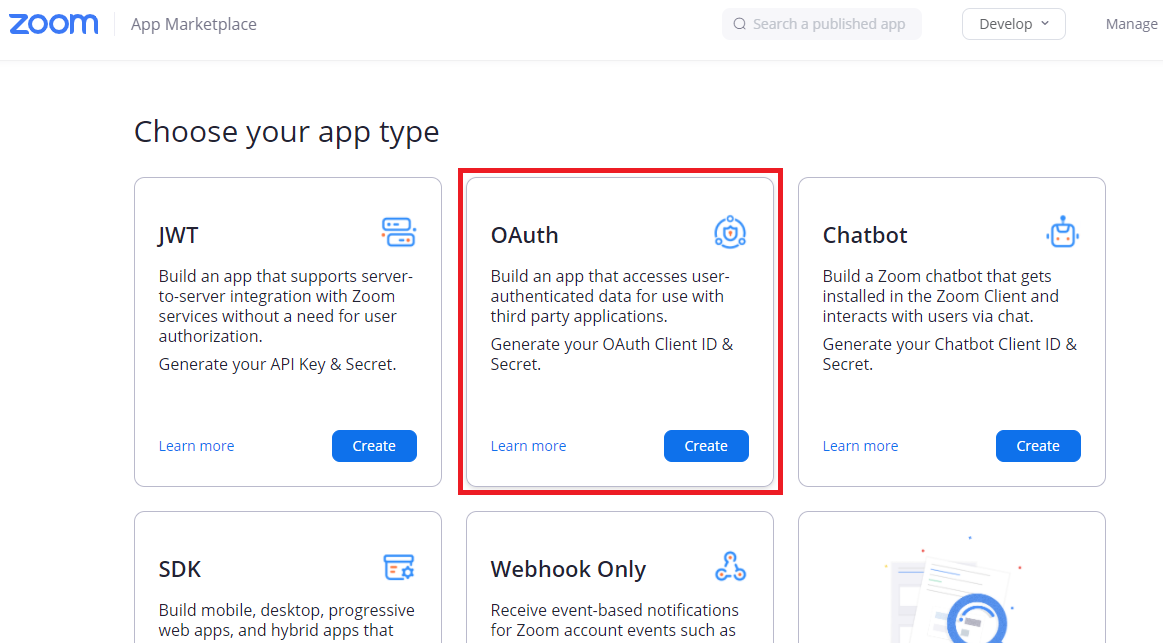 zoom App Marketplace Search a published app Develop Manage
Choose your app type
JWT
Build an app that supports server-
to-server integration with Zoom
services without a need for user
authorization.
Generate your API Key & Secret.
Learn more Create
OAuth
Build an app that accesses user-
authenticated data for use with
third party applications.
Generate your OAuth Client ID &
Secret.
Learn more Create
Chatbot
Build a Zoom chatbot that gets
installed in the Zoom Client and
interacts with users via chat.
Generate your Chatbot Client ID &
Secret.
Learn more Create
SDK
Build mobile, desktop, progressive
web apps, and hybrid apps that
Webhook Only
Receive event-based notifications
for Zoom account events such as